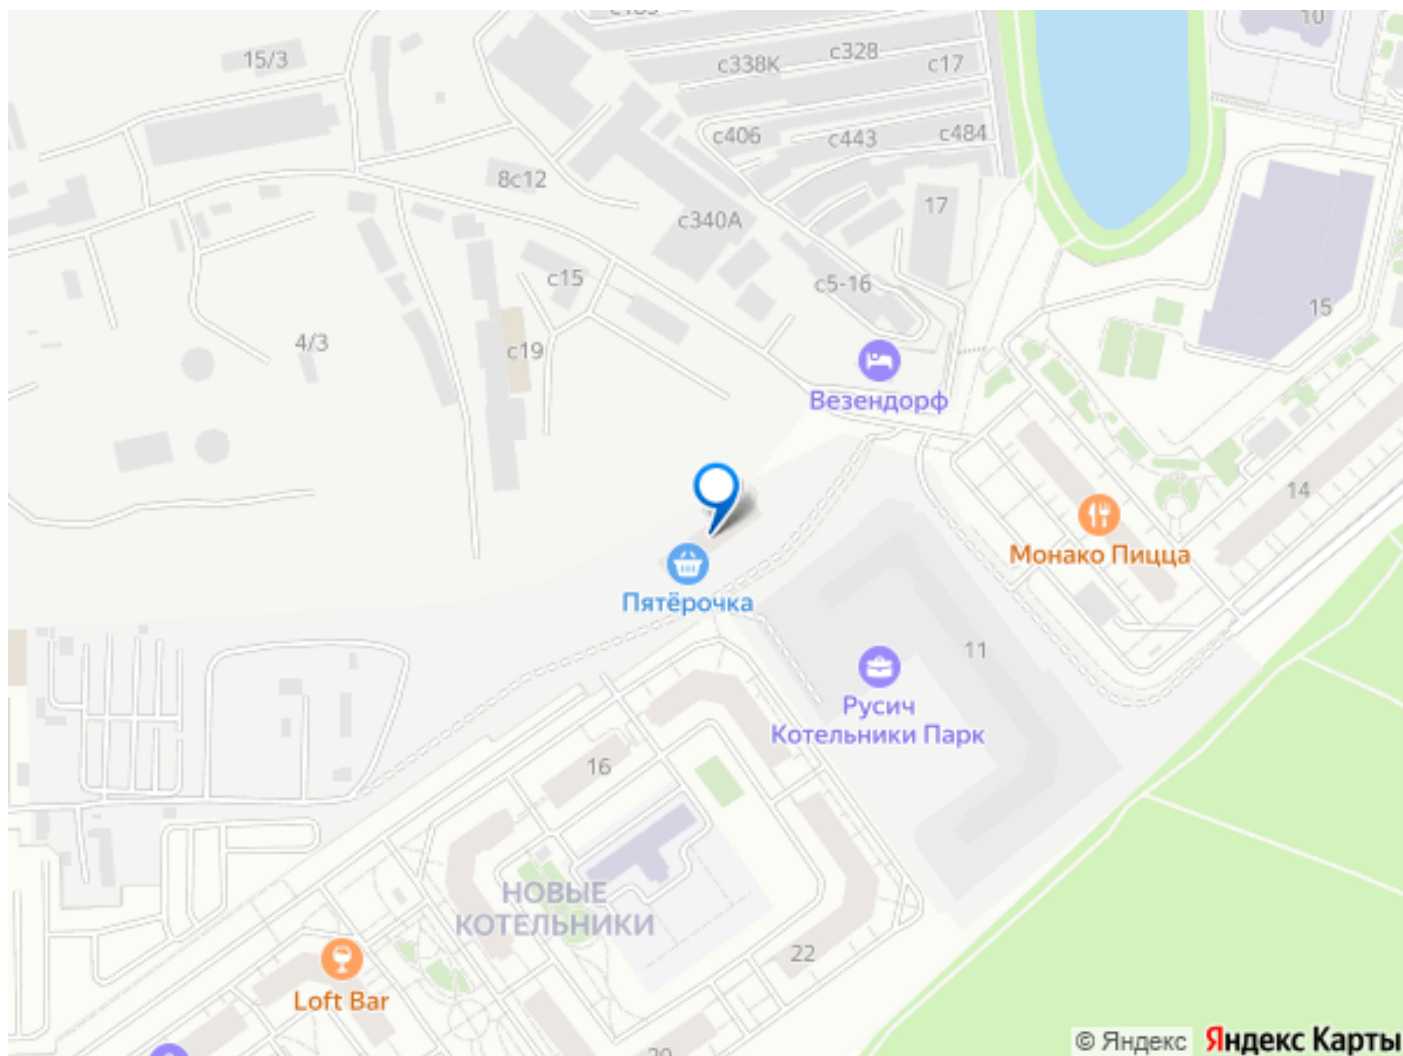 10
15/3
с328
с338К
с17
с406
с443
с484
8с12
17
с340А
с15
с5-16
15
4/3
с19
Везендорф
14
Монако Пицца
Пятёрочка
11
Русич
Котельники Парк
16
НОВЫЕ
КОТЕЛЬНИКИ
22
Loft Bar
© Яндекс Яндекс Карты